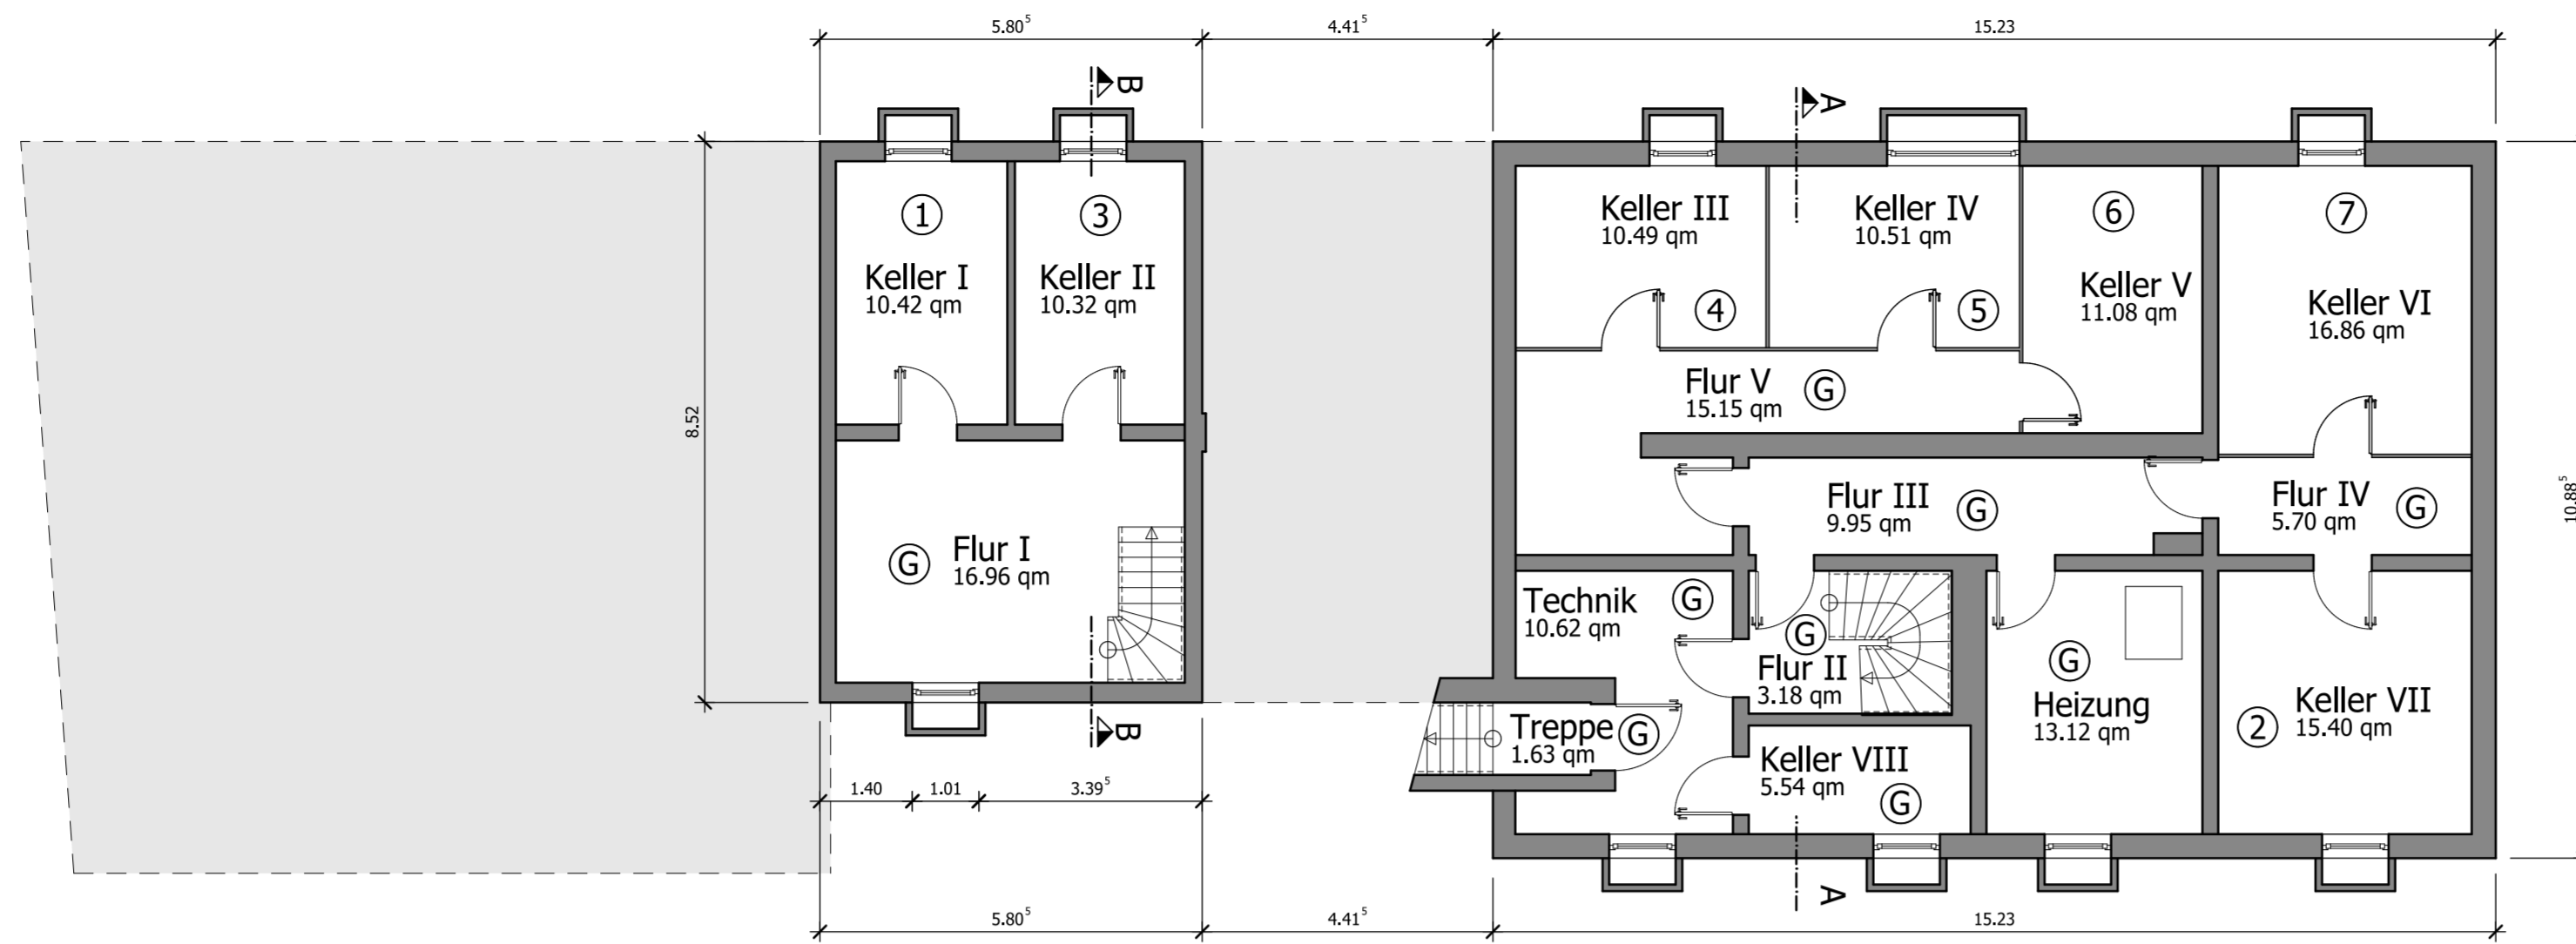 5.80⁵
4.41⁵
15.23
B
A
1
3
Keller I
10.42 qm
Keller II
10.32 qm
Keller III
10.49 qm
4
Keller IV
10.51 qm
5
6
Keller V
11.08 qm
7
Keller VI
16.86 qm
8.52
Flur V
15.15 qm
G
Flur III
9.95 qm
G
Flur IV
5.70 qm
G
10.88⁵
G
Flur I
16.96 qm
Technik
10.62 qm
G
G
Flur II
3.18 qm
G
Heizung
13.12 qm
2
Keller VII
15.40 qm
Treppe
1.63 qm
G
Keller VIII
5.54 qm
G
B
1.40
1.01
3.39⁵
A
5.80⁵
4.41⁵
15.23